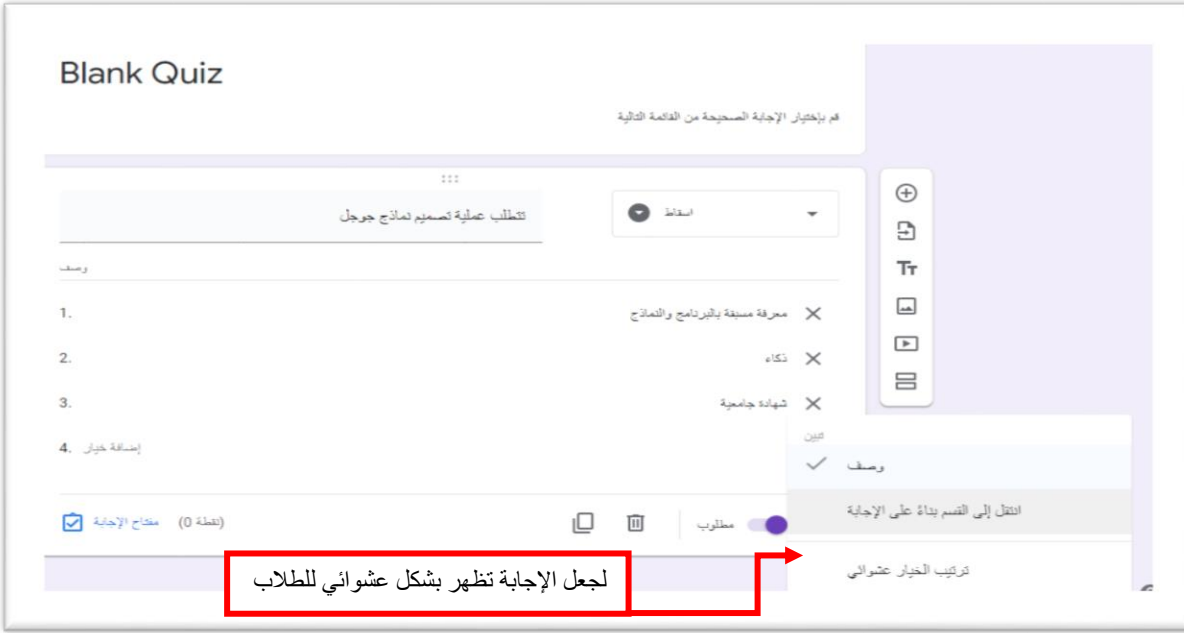 Blank Quiz
قم بإختيار الإجابة الصحيحة من القائمة التالية
تتطلب عملية تصميم نماذج جوجل
اسقاط
وصف
1. معرفة مسبقة بالبرنامج والنماذج
2. ذكاء
3. شهادة جامعية
4. إضافة خيار
مفتاح الإجابة (0 نقطة)
مطلوب
تبين
وصف
انتقل إلى القسم بناءً على الإجابة
ترتيب الخيار عشوائي
لجعل الإجابة تظهر بشكل عشوائي للطلاب